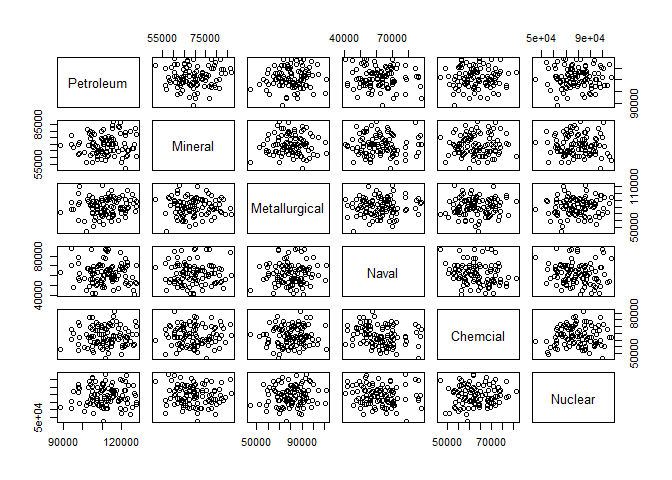 55000 75000
40000 70000
5e+04 9e+04
Petroleum
90000
55000 85000
Mineral
Metallurgical
50000 110000
40000 80000
Naval
Chemcial
50000 80000
5e+04
Nuclear
90000 120000
50000 90000
50000 70000